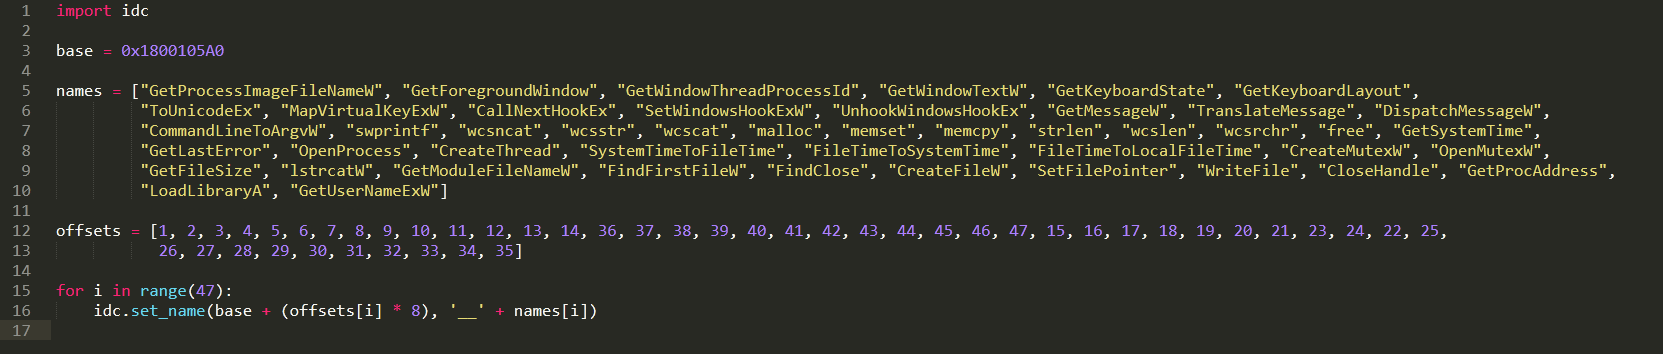 1 import idc
2
3 base = 0x1800105A0
4
5 names = ["GetProcessImageFileNameW", "GetForegroundWindow", "GetWindowThreadProcessId", "GetWindowTextW", "GetKeyboardState", "GetKeyboardLayout",
6 "ToUnicodeEx", "MapVirtualKeyExW", "CallNextHookEx", "SetWindowsHookExW", "UnhookWindowsHookEx", "GetMessageW", "TranslateMessage", "DispatchMessageW",
7 "CommandLineToArgvW", "swprintf", "wcsncat", "wcsstr", "wcscat", "malloc", "memset", "memcpy", "strlen", "wcslen", "wcsrchr", "free", "GetSystemTime",
8 "GetLastError", "OpenProcess", "CreateThread", "SystemTimeToFileTime", "FileTimeToSystemTime", "FileTimeToLocalFileTime", "CreateMutexW", "OpenMutexW",
9 "GetFileSize", "lstrcatW", "GetModuleFileNameW", "FindFirstFileW", "FindClose", "CreateFileW", "SetFilePointer", "WriteFile", "CloseHandle", "GetProcAddress",
10 "LoadLibraryA", "GetUserNameExW"]
11
12 offsets = [1, 2, 3, 4, 5, 6, 7, 8, 9, 10, 11, 12, 13, 14, 36, 37, 38, 39, 40, 41, 42, 43, 44, 45, 46, 47, 15, 16, 17, 18, 19, 20, 21, 23, 24, 22, 25,
13 26, 27, 28, 29, 30, 31, 32, 33, 34, 35]
14
15 for i in range(47):
16 idc.set_name(base + (offsets[i] * 8), '__' + names[i])
17